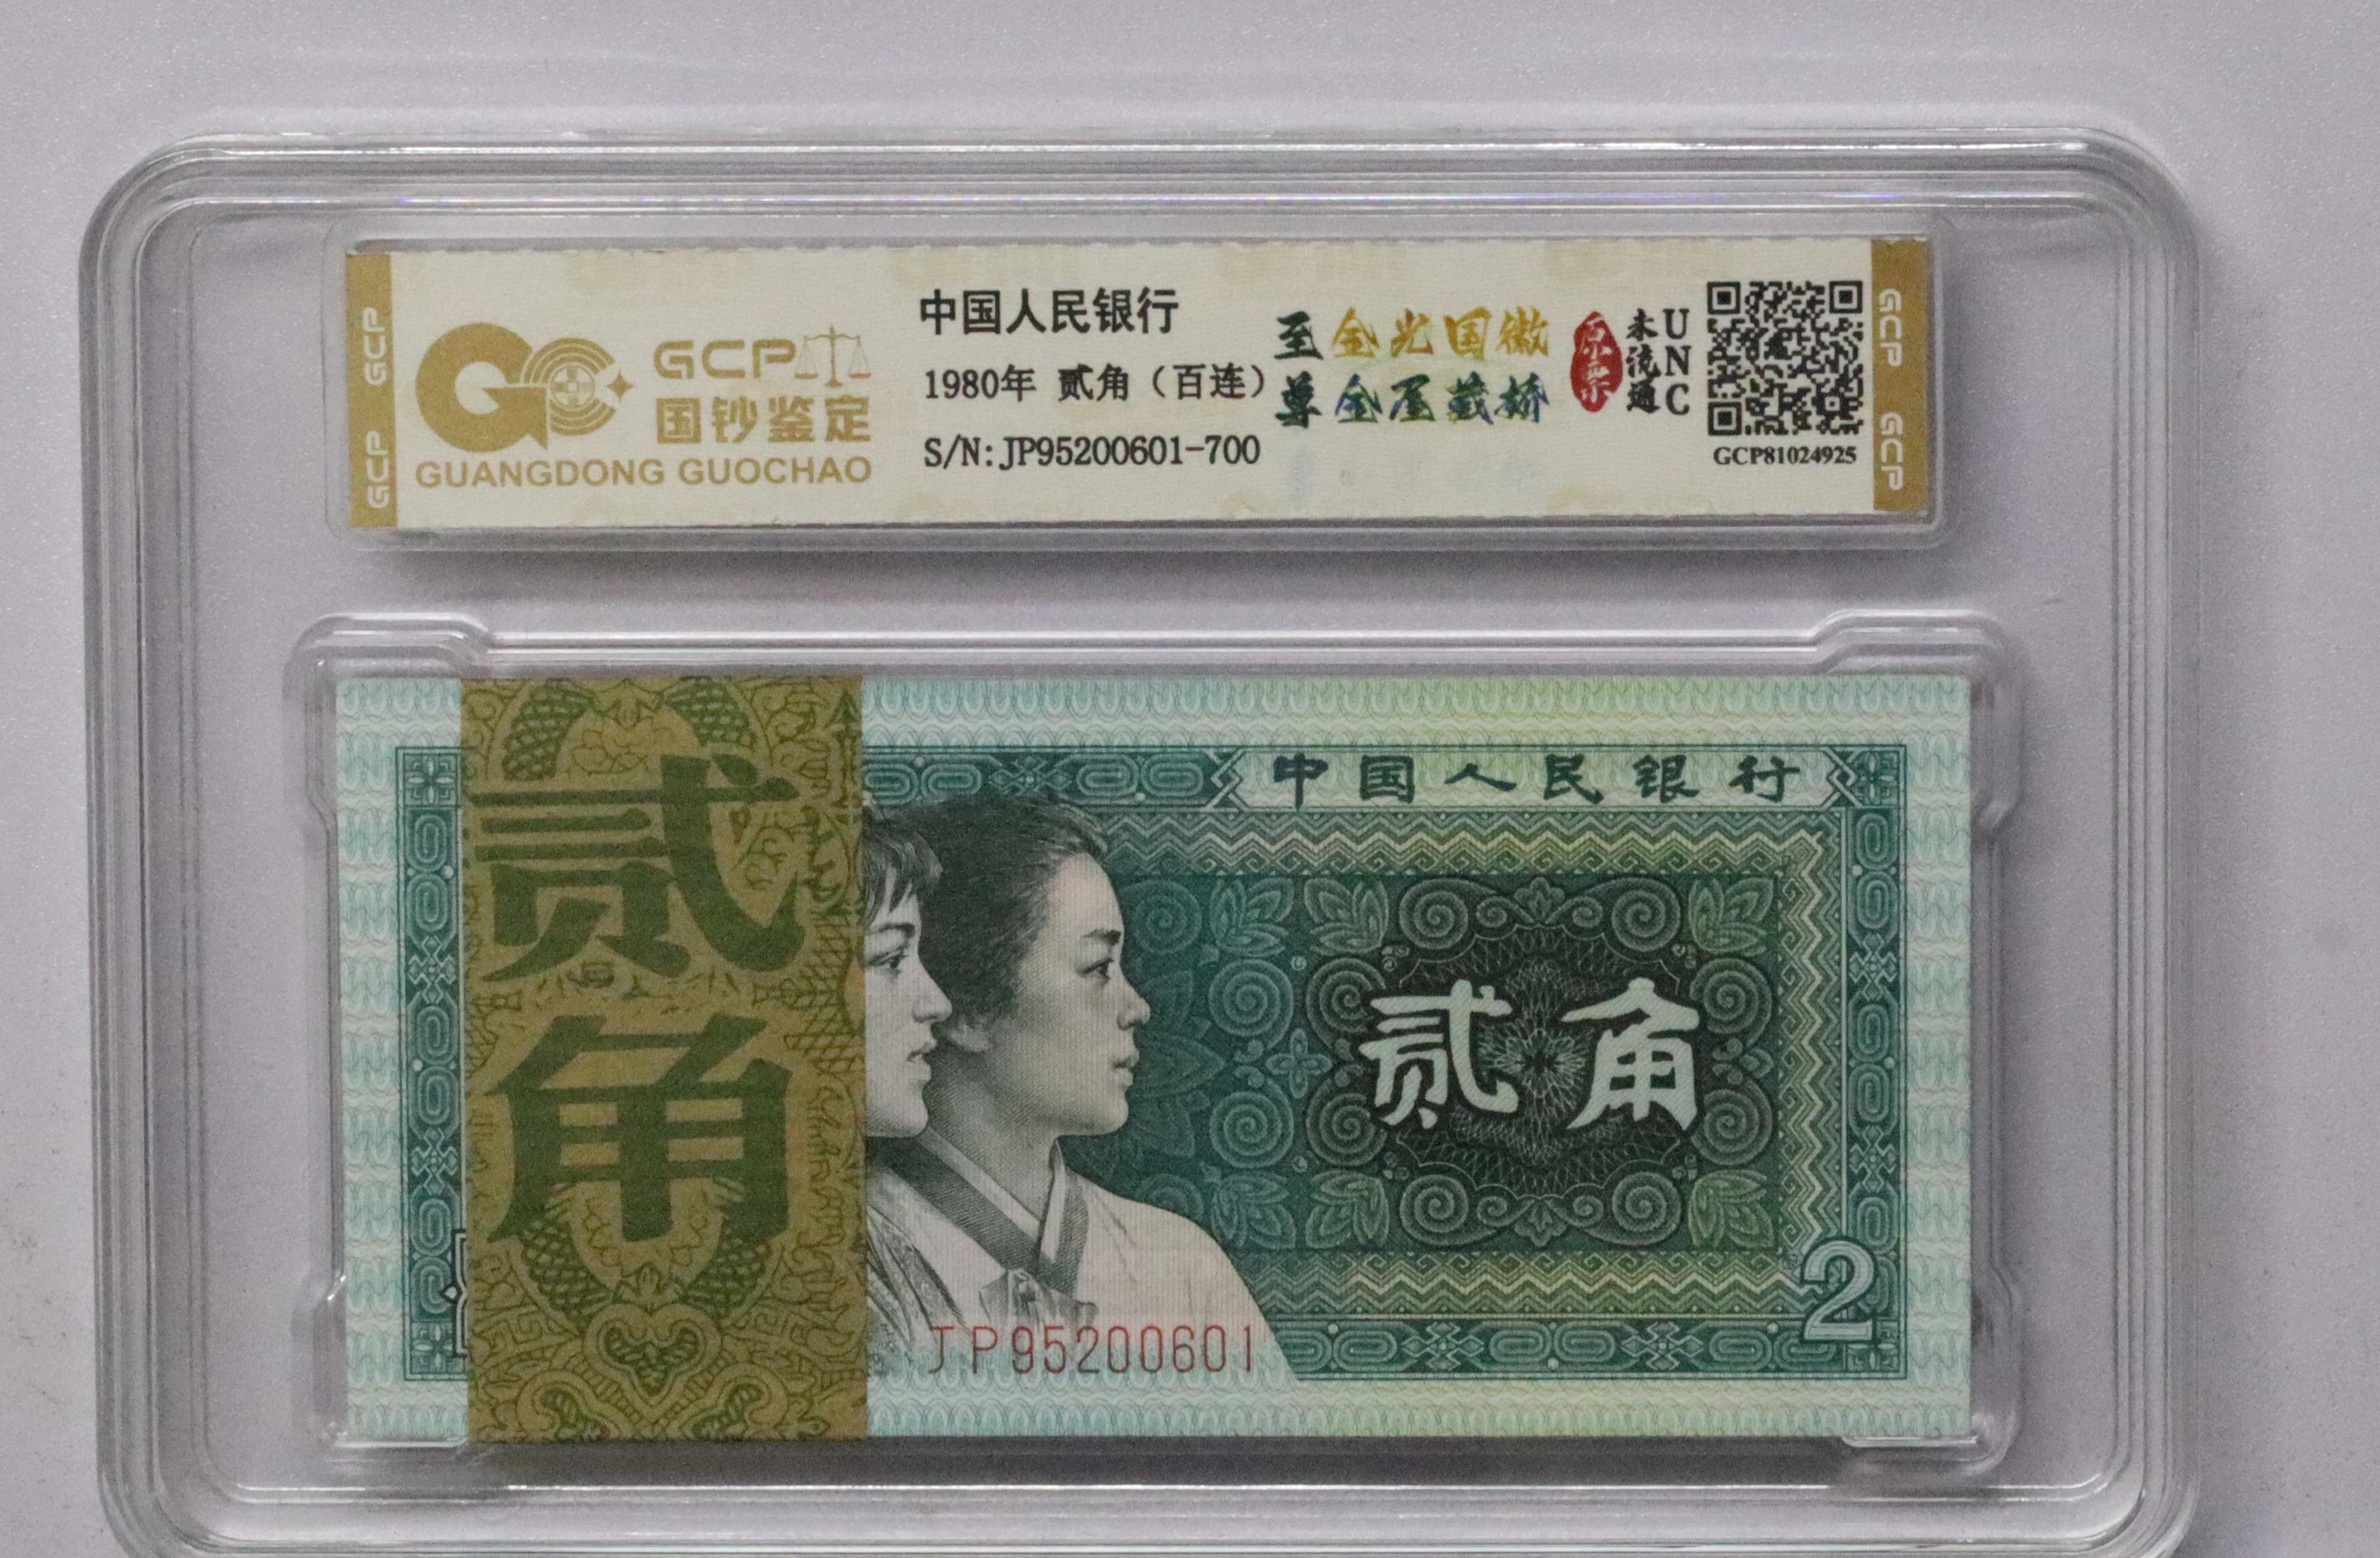 GCP GCP
GCP
国钞鉴定
GUANGDONG GUOCHAO
中国人民银行
1980年 贰角（百连）
S/N:JP95200601-700
至尊
金光国徽
金屋藏娇
原票
未流通
UNC
GCP81024925
GCP GCP
贰角
中国人民银行
贰角
2
JP95200601